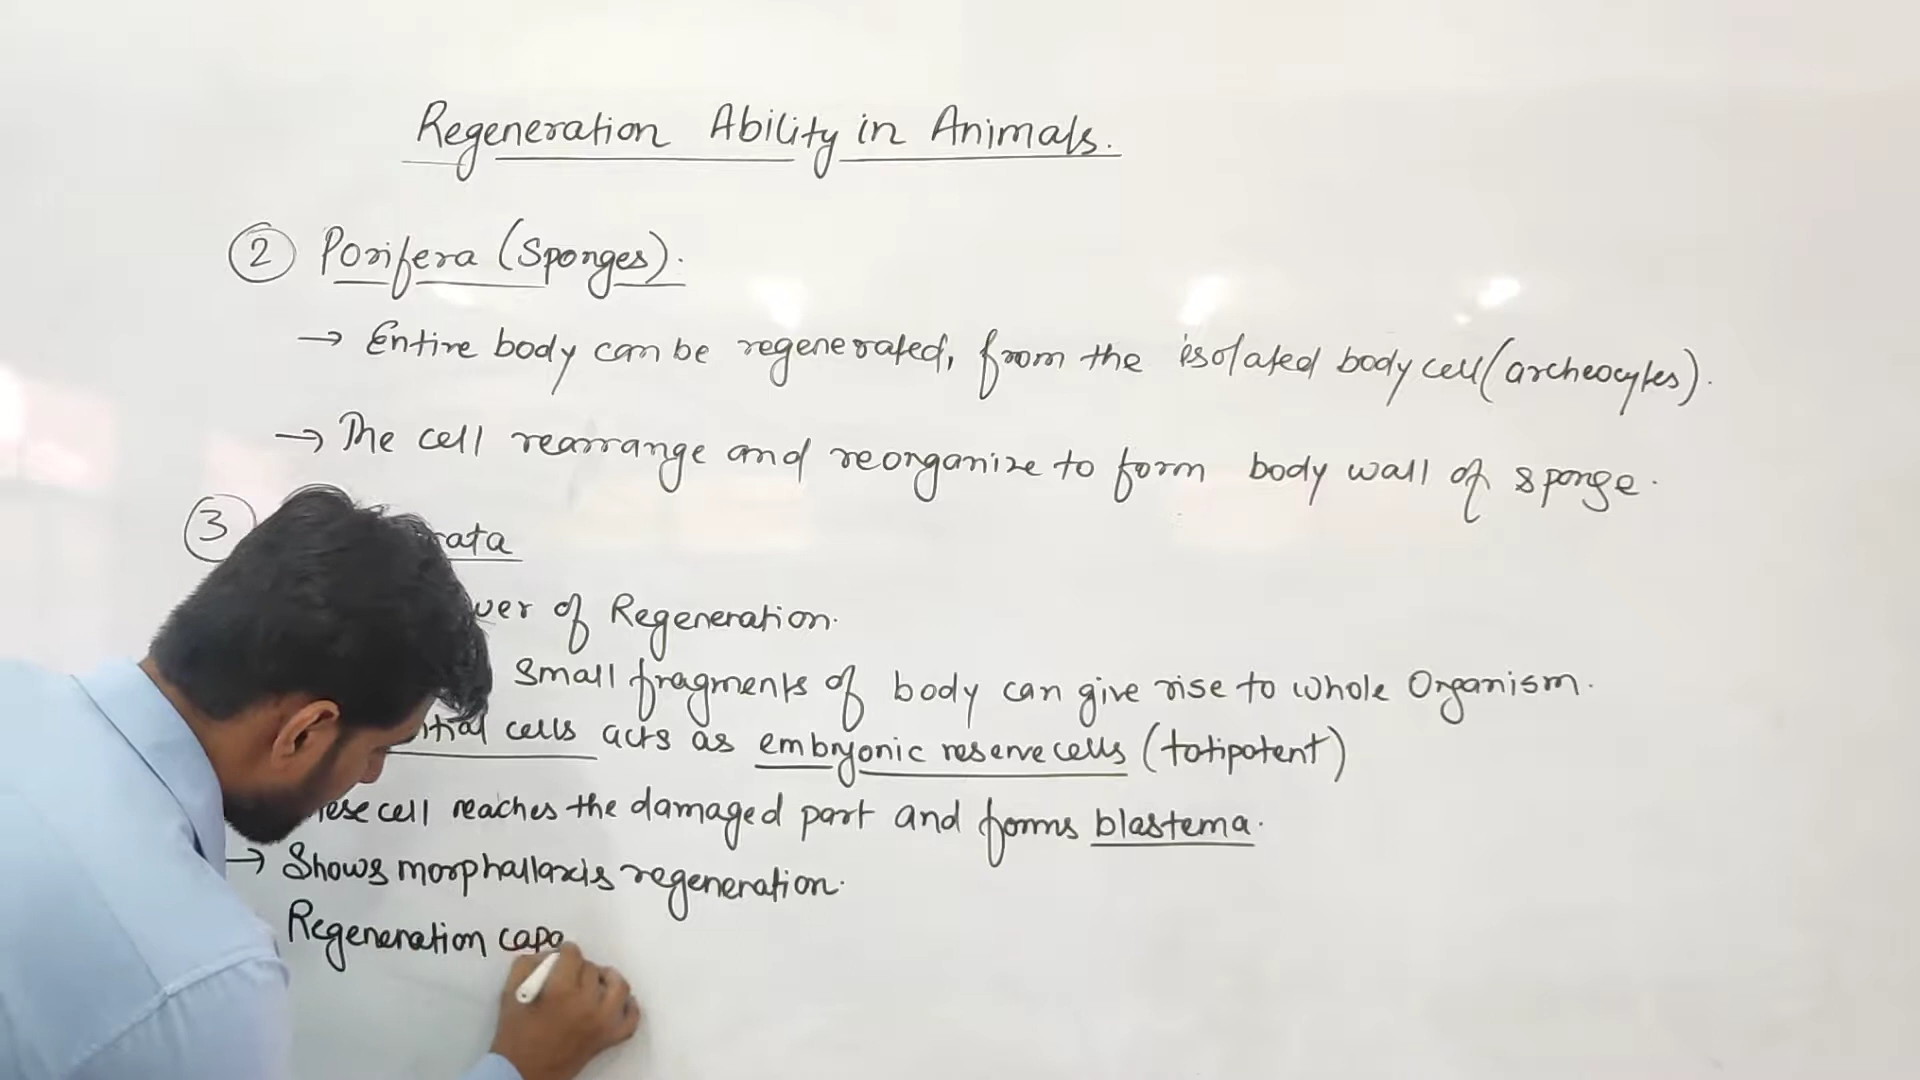 Regeneration Ability in Animals.
② Porifera (Sponges).
→ Entire body can be regenerated, from the isolated body cell (archeocytes).
→ The cell rearrange and reorganize to form body wall of sponge.
③
of Regeneration.
Small fragments of body can give rise to whole Organism.
cells acts as embryonic reserve cells (totipotent)
cell reaches the damaged part and forms blastema.
→ Shows morphallaxis regeneration.
Regeneration